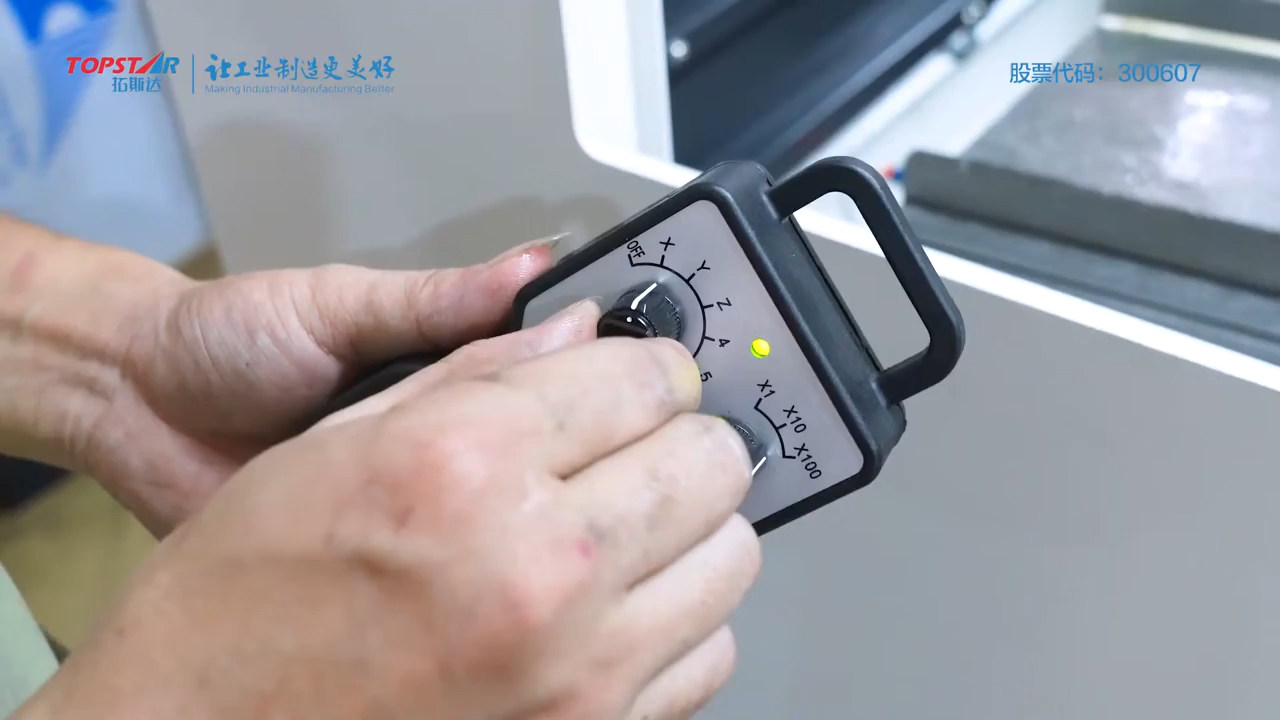 TOPSTAR
拓斯达
让工业制造更美好
Making Industrial Manufacturing Better
股票代码：300607
OFF
X
Y
Z
4
5
X1
X10
X100